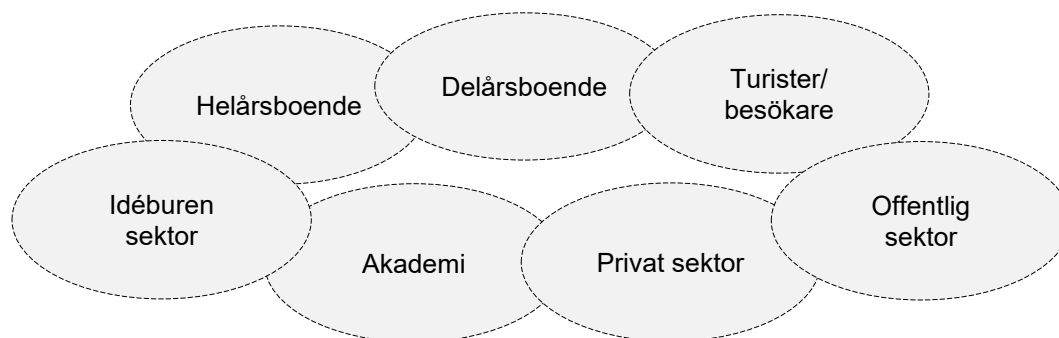 Helårsboende
Delårsboende
Turister/
besökare
Idéburen
sektor
Akademi
Privat sektor
Offentlig
sektor